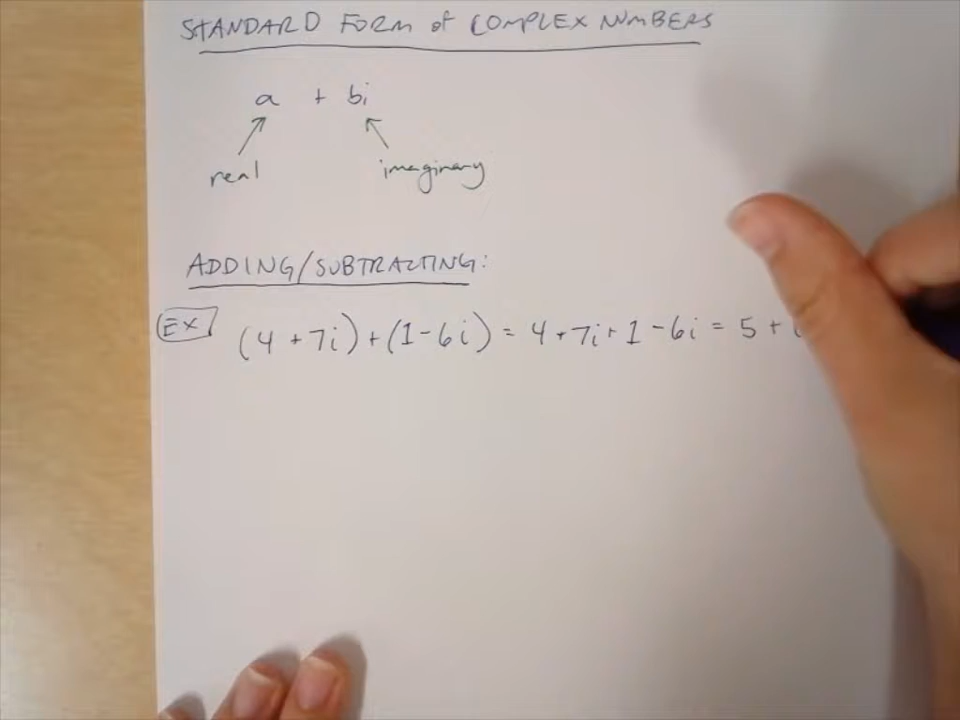 STANDARD FORM of COMPLEX NUMBERS
a + bi
real imaginary
ADDING/SUBTRACTING:
EX (4 + 7i) + (1 - 6i) = 4 + 7i + 1 - 6i = 5 +